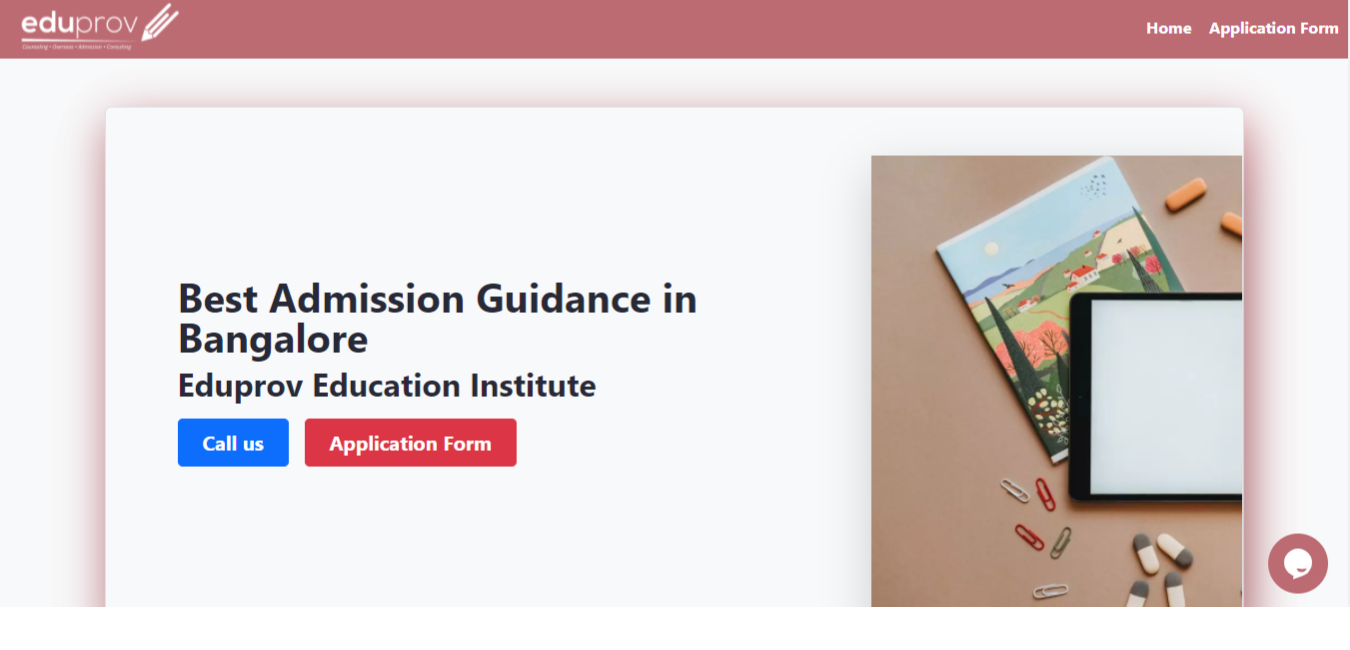 eduprov
Counseling • Overseas • Admission • Consulting
Home
Application Form
Best Admission Guidance in
Bangalore
Eduprov Education Institute
Call us
Application Form